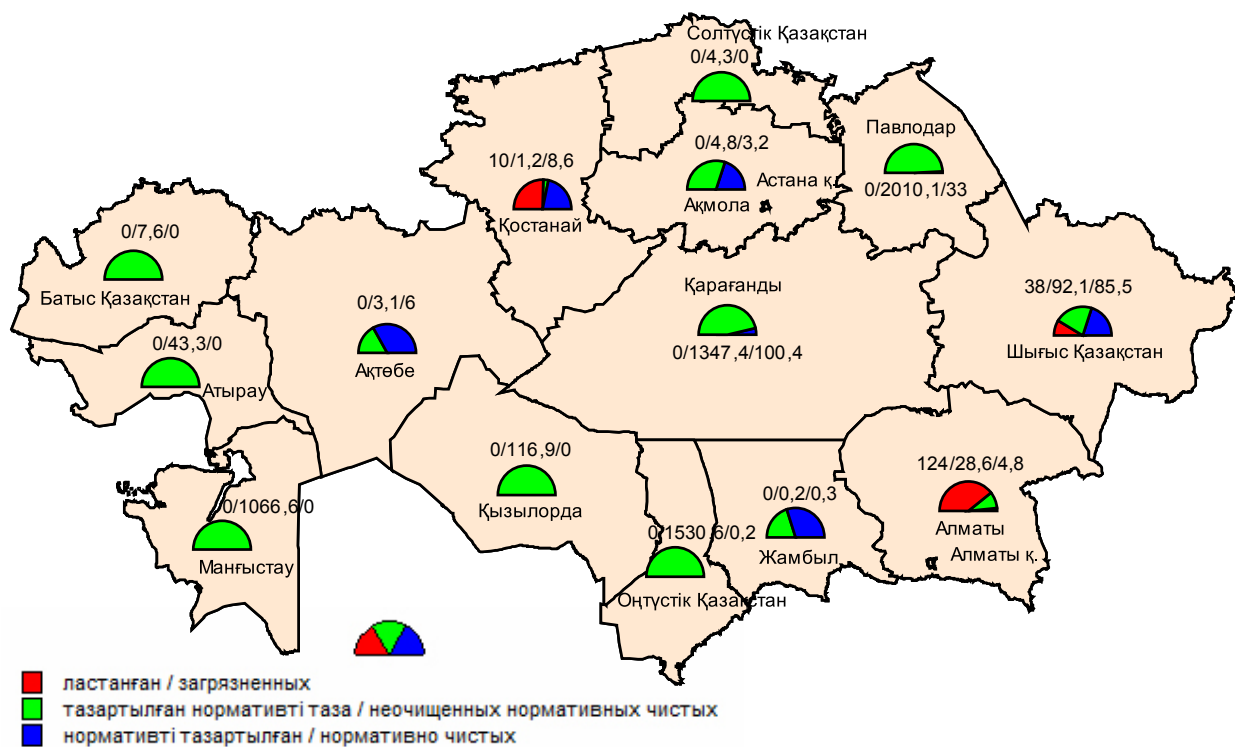 Солтүстік Қазақстан
0/4,3/0
Павлодар
0/2010,1/33
0/4,8/3,2
Астана қ.
Ақмола
10/1,2/8,6
Қостанай
0/7,6/0
Батыс Қазақстан
0/3,1/6
Ақтөбе
Қарағанды
0/1347,4/100,4
38/92,1/85,5
Шығыс Қазақстан
0/43,3/0
Атырау
0/116,9/0
Қызылорда
0/1066,6/0
Манғыстау
0/1530,6/0,2
Оңтүстік Қазақстан
0/0,2/0,3
Жамбыл
124/28,6/4,8
Алматы
Алматы қ.
ластанған / загрязненных
тазартылған нормативті таза / неочищенных нормативных чистых
нормативті тазартылған / нормативно чистых